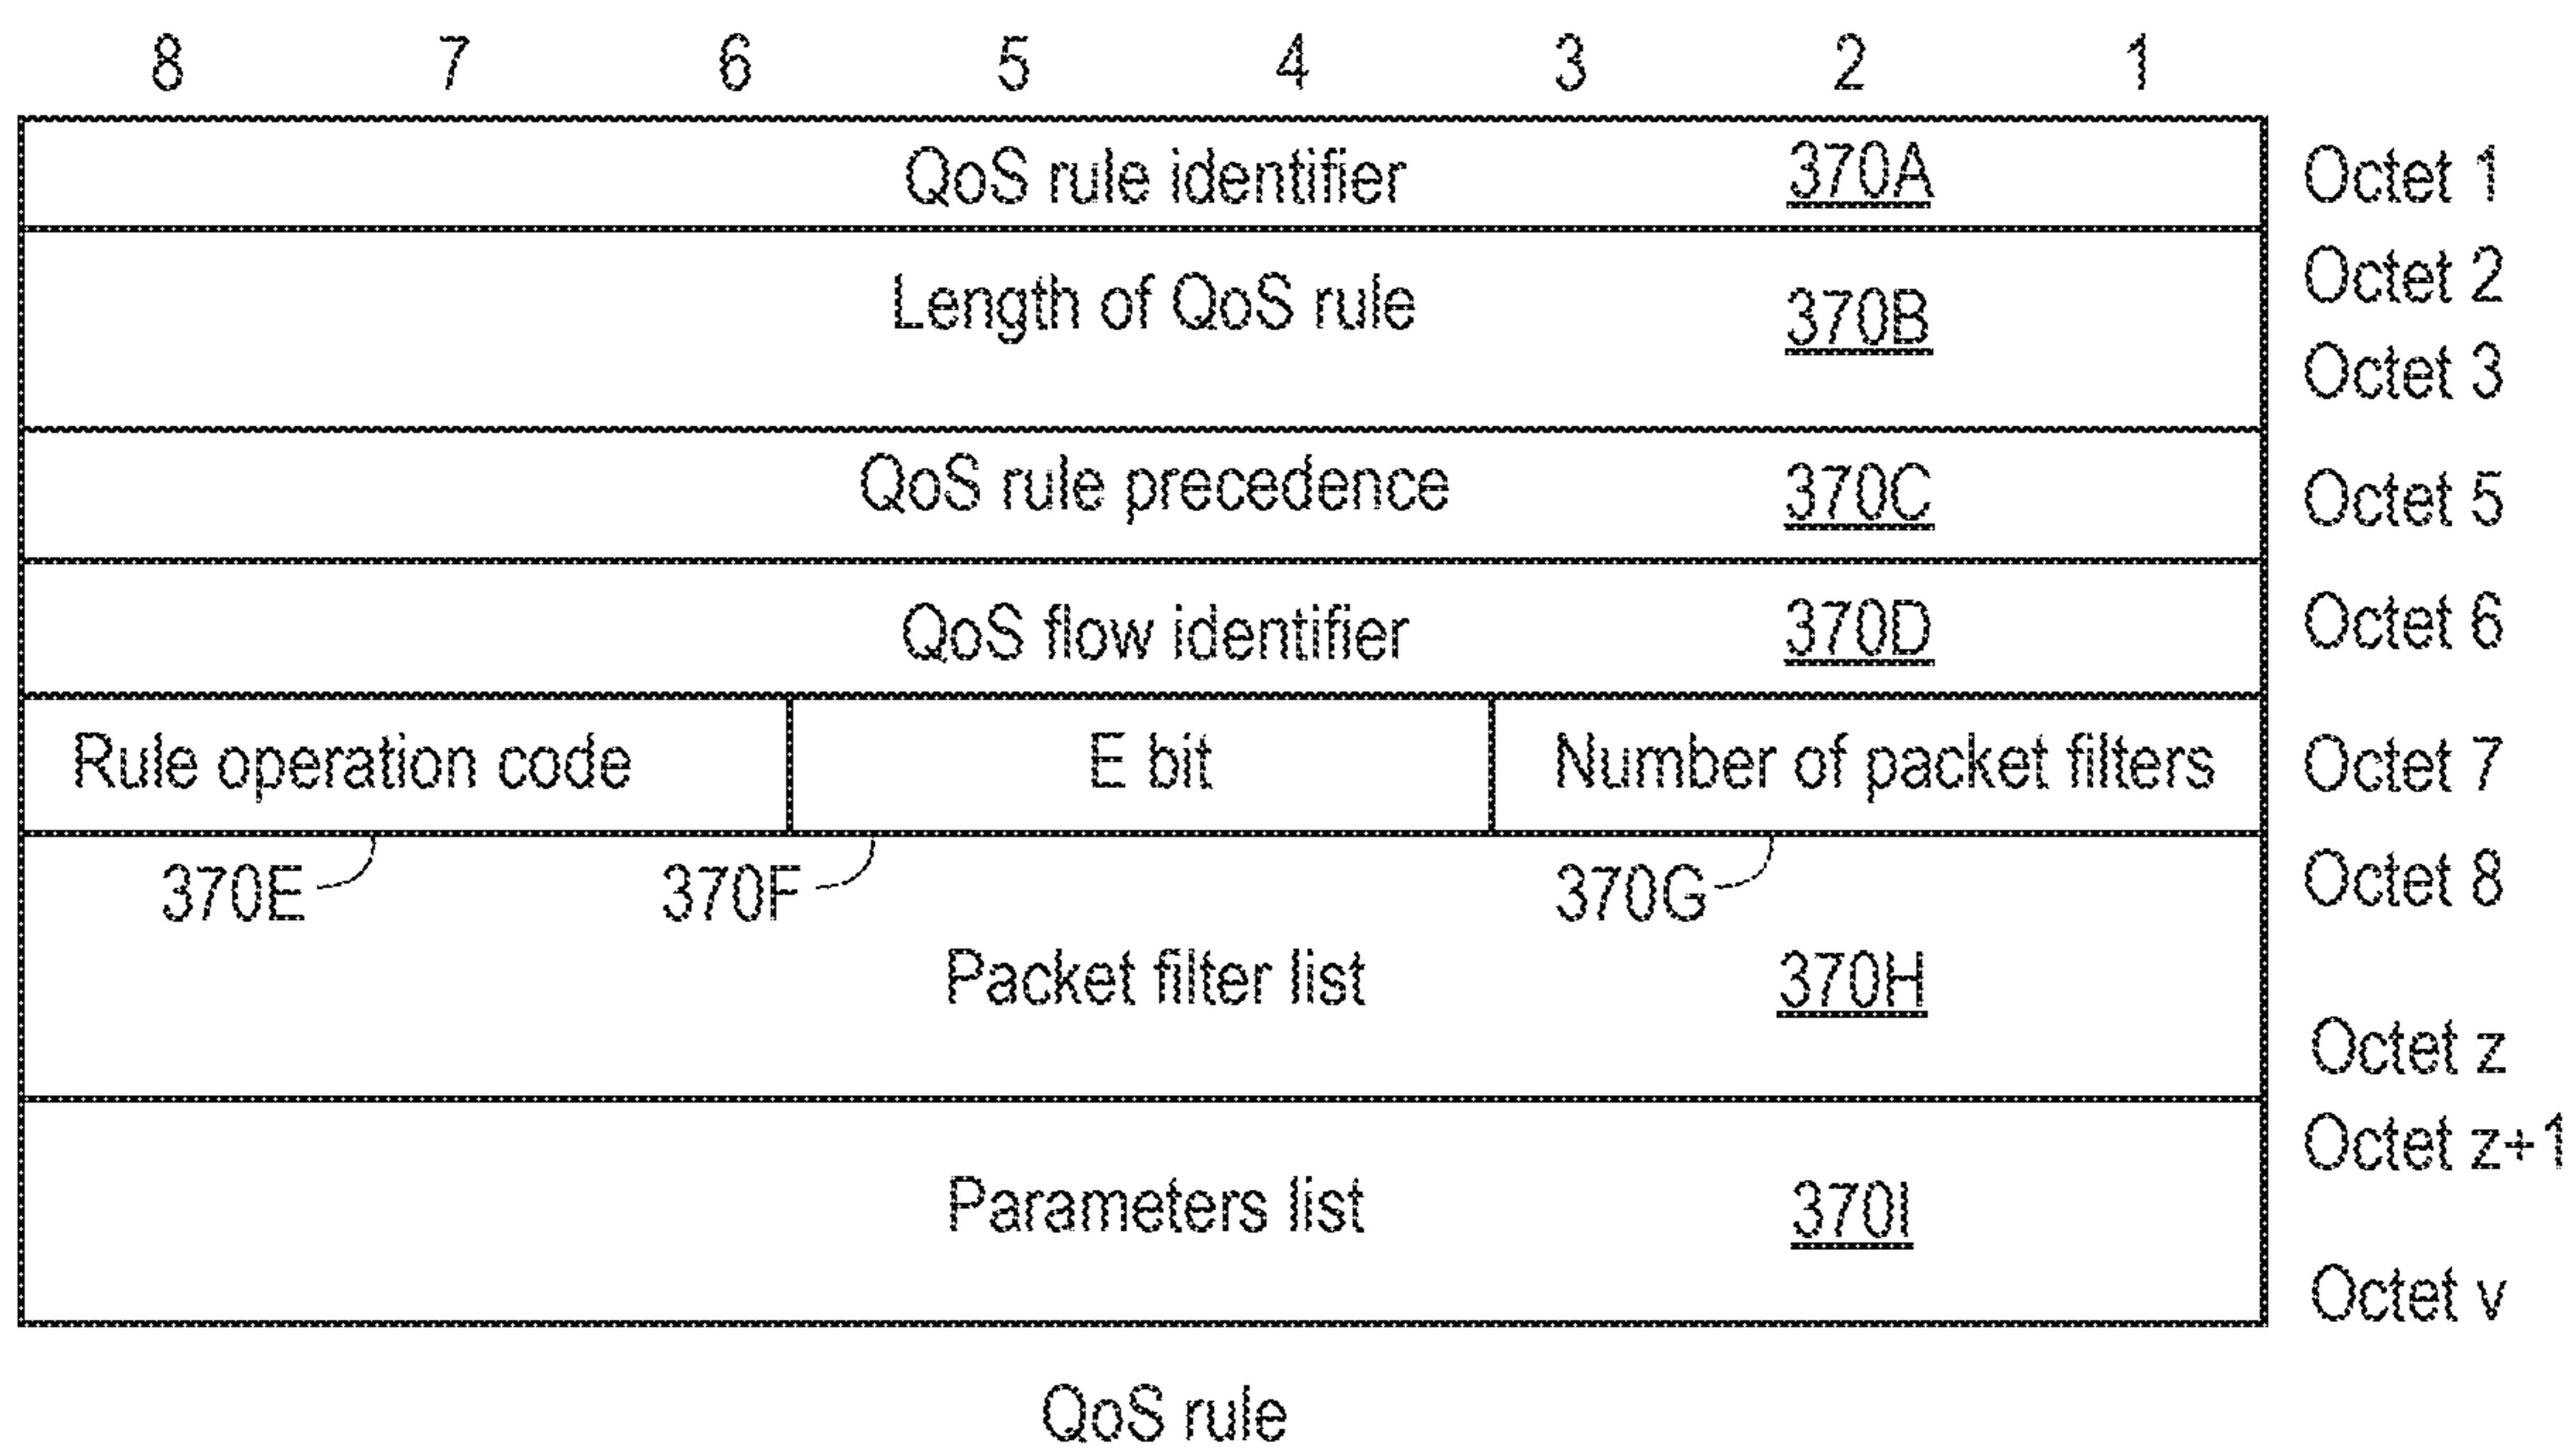 8 7 6 5 4 3 2 1
QoS rule identifier 370A Octet 1
Octet 2
Length of QoS rule 370B
Octet 3
QoS rule precedence 370C Octet 5
QoS flow identifier 370D Octet 6
Rule operation code E bit Number of packet filters Octet 7
370E 370F 370G Octet 8
Packet filter list 370H
Octet z
Octet z+1
Parameters list 370I
Octet v
QoS rule